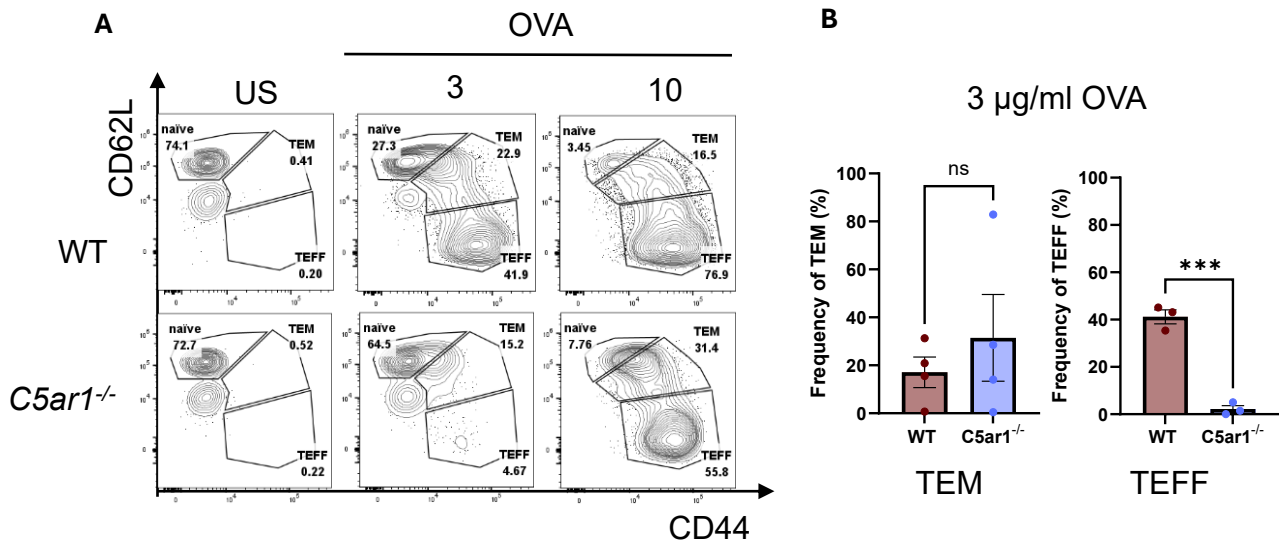 A
OVA
US
3
10
CD62L
WT
C5ar1-/-
naïve
74.1
TEM
0.41
TEFF
0.20
naïve
27.3
TEM
22.9
TEFF
41.9
naïve
3.45
TEM
16.5
TEFF
76.9
naïve
72.7
TEM
0.52
TEFF
0.22
naïve
64.5
TEM
15.2
TEFF
4.67
naïve
7.76
TEM
31.4
TEFF
55.8
CD44
B
3 µg/ml OVA
Frequency of TEM (%)
100
80
60
40
20
0
ns
WT C5ar1-/-
TEM
Frequency of TEFF (%)
100
80
60
40
20
0
***
WT C5ar1-/-
TEFF